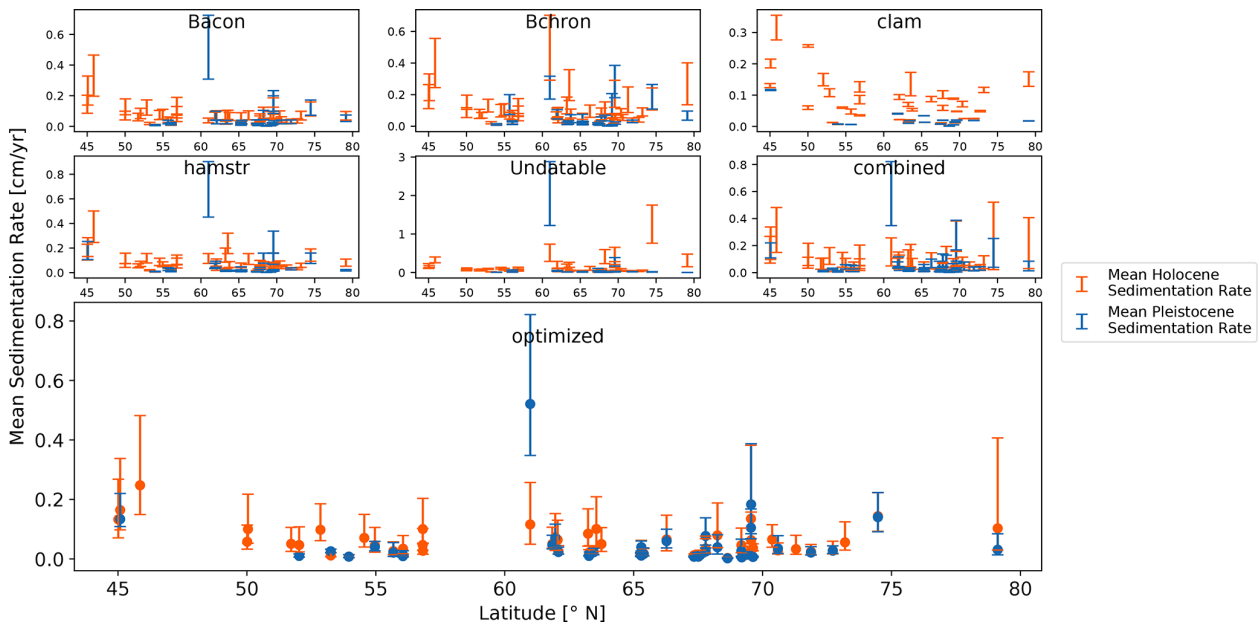 Bacon
Bchron
clam
0.6
0.4
0.2
0.0
0.6
0.4
0.2
0.0
0.3
0.2
0.1
0.0
45 50 55 60 65 70 75 80
45 50 55 60 65 70 75 80
45 50 55 60 65 70 75 80
hamstr
Undatable
combined
0.8
0.6
0.4
0.2
0.0
3
2
1
0
0.8
0.6
0.4
0.2
0.0
45 50 55 60 65 70 75 80
45 50 55 60 65 70 75 80
45 50 55 60 65 70 75 80
Mean Sedimentation Rate [cm/yr]
optimized
0.8
0.6
0.4
0.2
0.0
45 50 55 60 65 70 75 80
Latitude [° N]
Mean Holocene
Sedimentation Rate
Mean Pleistocene
Sedimentation Rate